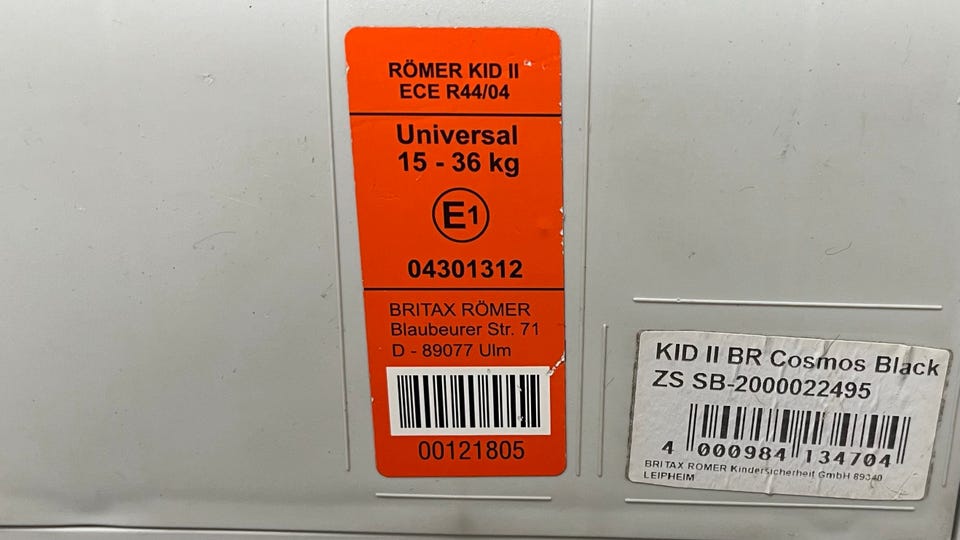 RÖMER KID II
ECE R44/04
Universal
15 - 36 kg
E1
04301312
BRITAX RÖMER
Blaubeurer Str. 71
D - 89077 Ulm
00121805
KID II BR Cosmos Black
ZS SB-2000022495
4 000984 134704
BRITAX RÖMER Kindersicherheit GmbH 89340
LEIPHEIM